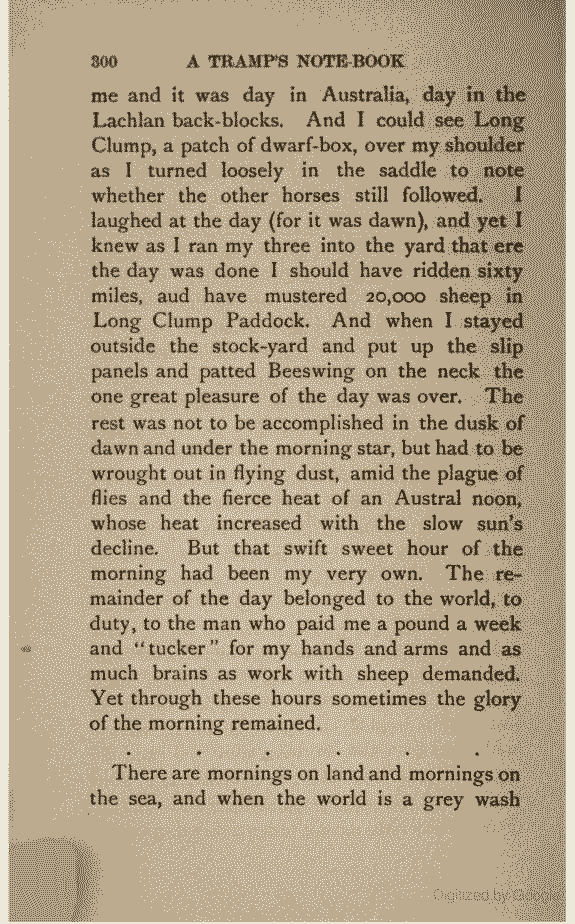 300 A TRAMP'S NOTE-BOOK
me and it was day in Australia, day in the
Lachlan back-blocks. And I could see Long
Clump, a patch of dwarf-box, over my shoulder
as I turned loosely in the saddle to note
whether the other horses still followed. I
laughed at the day (for it was dawn), and yet I
knew as I ran my three into the yard that ere
the day was done I should have ridden sixty
miles, aud have mustered 20,000 sheep in
Long Clump Paddock. And when I stayed
outside the stock-yard and put up the slip
panels and patted Beeswing on the neck the
one great pleasure of the day was over. The
rest was not to be accomplished in the dusk of
dawn and under the morning star, but had to be
wrought out in flying dust, amid the plague of
flies and the fierce heat of an Austral noon,
whose heat increased with the slow sun's
decline. But that swift sweet hour of the
morning had been my very own. The re-
mainder of the day belonged to the world, to
duty, to the man who paid me a pound a week
and "tucker" for my hands and arms and as
much brains as work with sheep demanded.
Yet through these hours sometimes the glory
of the morning remained.
. . . . . .
There are mornings on land and mornings on
the sea, and when the world is a grey wash
Digitized by Google